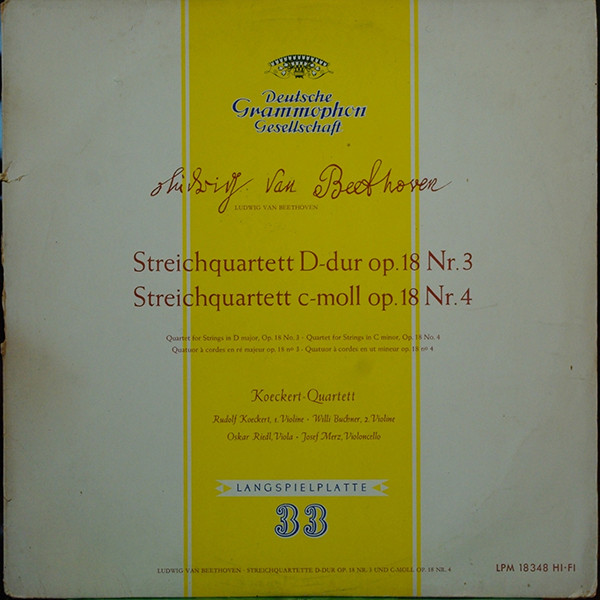 Deutsche
Grammophon
Gesellschaft
Ludwig van Beethoven
LUDWIG VAN BEETHOVEN
Streichquartett D-dur op. 18 Nr. 3
Streichquartett c-moll op. 18 Nr. 4
Quartet for Strings in D major, Op. 18 No. 3 - Quartet for Strings in C minor, Op. 18 No. 4
Quatuor à cordes en ré majeur op. 18 nº 3 - Quatuor à cordes en ut mineur op. 18 nº 4
Koeckert-Quartett
Rudolf Koeckert, 1. Violine - Willi Buchner, 2. Violine
Oskar Riedl, Viola - Josef Merz, Violoncello
LANGSPIELPLATTE
33
LUDWIG VAN BEETHOVEN · STREICHQUARTETTE D-DUR OP. 18 NR. 3 UND C-MOLL OP. 18 NR. 4
LPM 18348 HI-FI